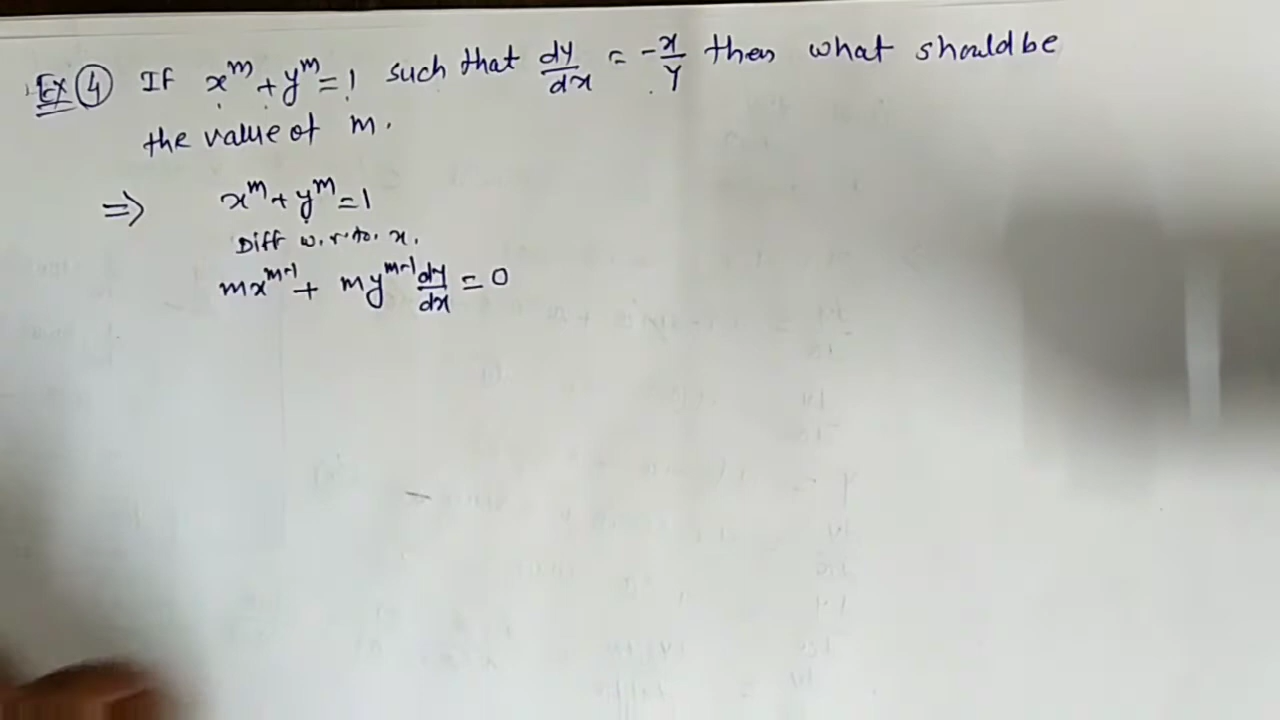 Ex ④ If x^m + y^m = 1 such that dy/dx = -x/y then what should be
the value of m.
⇒ x^m + y^m = 1
Diff w.r.to. x.
mx^{m-1} + my^{m-1} dy/dx = 0